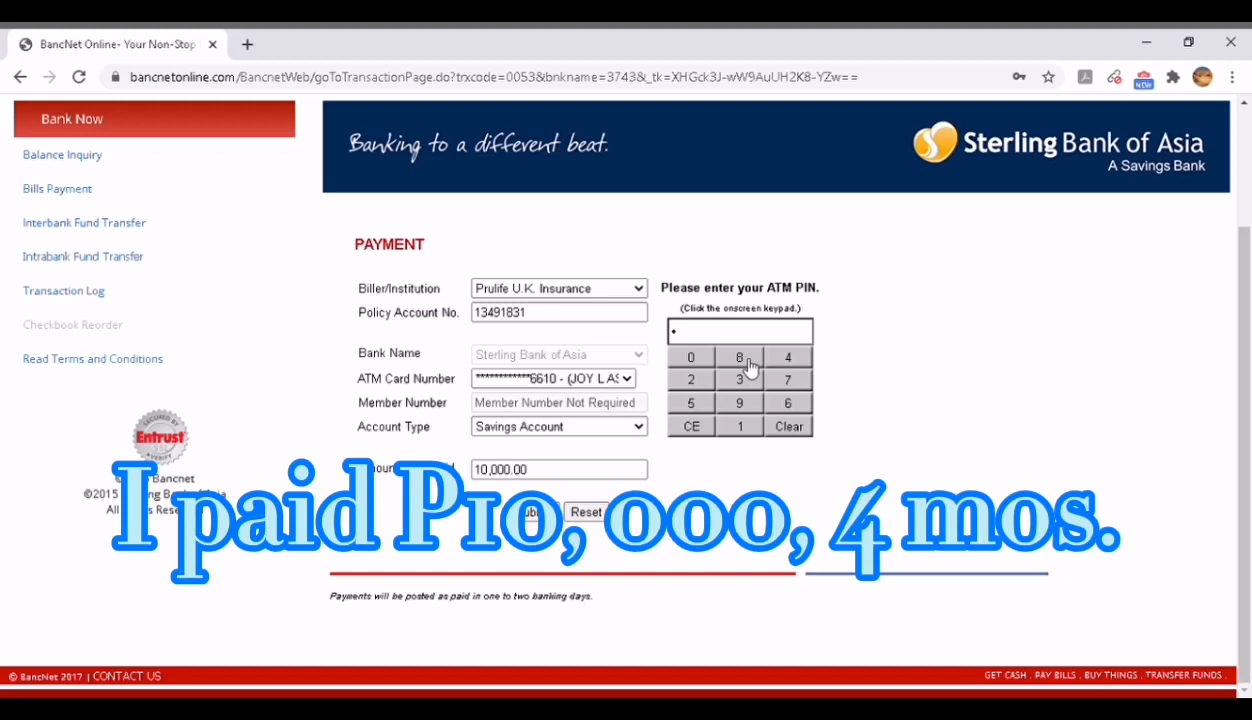 BancNet Online- Your Non-Stop
bancnetonline.com/BancnetWeb/goToTransactionPage.do?trxcode=0053&bnkname=3743&_tk=XHGck3J-wW9AuUH2K8-YZw==
NEW
Bank Now
Balance Inquiry
Bills Payment
Interbank Fund Transfer
Intrabank Fund Transfer
Transaction Log
Checkbook Reorder
Read Terms and Conditions
SECURED BY
Entrust
SSL
Bancnet
©2015
All
Banking to a different beat.
Sterling Bank of Asia
A Savings Bank
PAYMENT
Biller/Institution Prulife U.K. Insurance
Policy Account No. 13491831
Bank Name Sterling Bank of Asia
ATM Card Number ************6610 - (JOY L AS
Member Number Member Number Not Required
Account Type Savings Account
10,000.00
Reset
Please enter your ATM PIN.
(Click the onscreen keypad.)
0 8 4
2 3 7
5 9 6
CE 1 Clear
I paid P10, 000, 4 mos.
Payments will be posted as paid in one to two banking days.
© BancNet 2017 | CONTACT US
GET CASH . PAY BILLS . BUY THINGS . TRANSFER FUNDS .